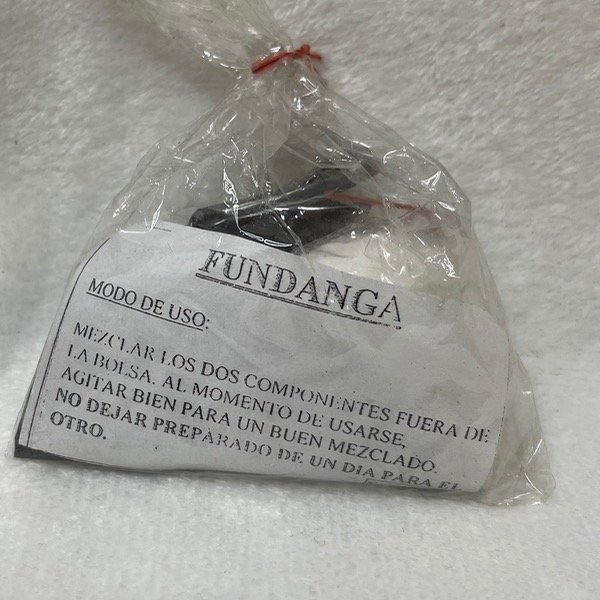 FUNDANGA
MODO DE USO:
MEZCLAR LOS DOS COMPONENTES FUERA DE
LA BOLSA. AL MOMENTO DE USARSE,
AGITAR BIEN PARA UN BUEN MEZCLADO.
NO DEJAR PREPARADO DE UN DIA PARA EL
OTRO.